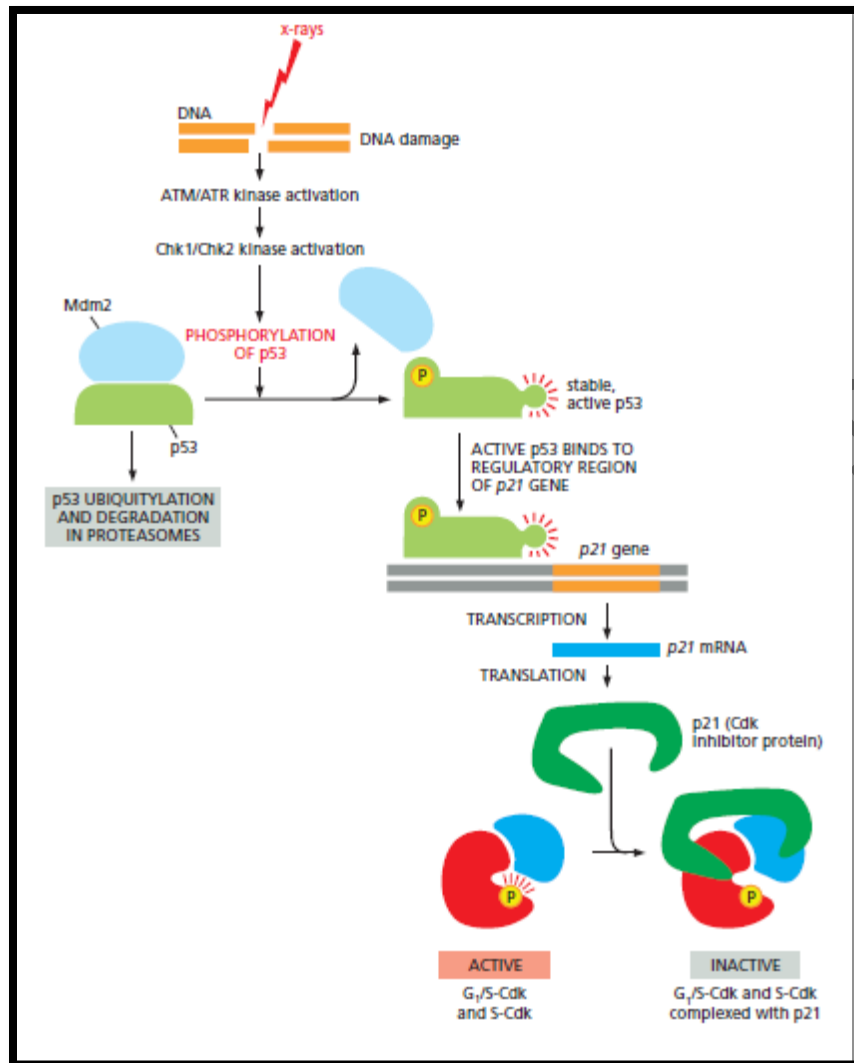 x-rays
DNA
DNA damage
ATM/ATR kinase activation
Chk1/Chk2 kinase activation
Mdm2
PHOSPHORYLATION
OF p53
P
stable,
active p53
p53
ACTIVE p53 BINDS TO
REGULATORY REGION
OF p21 GENE
p53 UBIQUITYLATION
AND DEGRADATION
IN PROTEASOMES
P
p21 gene
TRANSCRIPTION
p21 mRNA
TRANSLATION
p21 (Cdk
inhibitor protein)
P
P
ACTIVE
INACTIVE
G₁/S-Cdk
and S-Cdk
G₁/S-Cdk and S-Cdk
complexed with p21